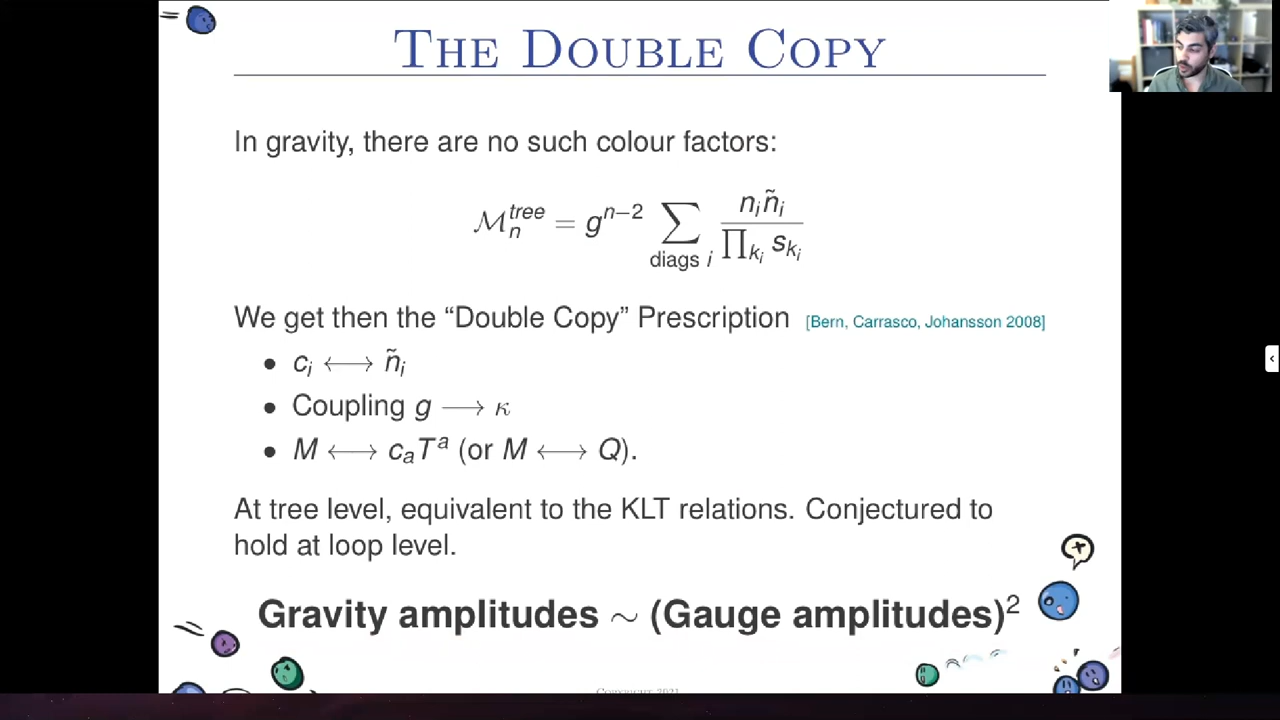 THE DOUBLE COPY
In gravity, there are no such colour factors:
$\mathcal{M}_n^{tree} = g^{n-2} \sum_{\text{diags } i} \frac{n_i \tilde{n}_i}{\prod_{k_i} s_{k_i}}$
We get then the “Double Copy” Prescription [Bern, Carrasco, Johansson 2008]
• $c_i \longleftrightarrow \tilde{n}_i$
• Coupling $g \longrightarrow \kappa$
• $M \longleftrightarrow c_a T^a$ (or $M \longleftrightarrow Q$).
At tree level, equivalent to the KLT relations. Conjectured to
hold at loop level.
Gravity amplitudes ∼ (Gauge amplitudes)²